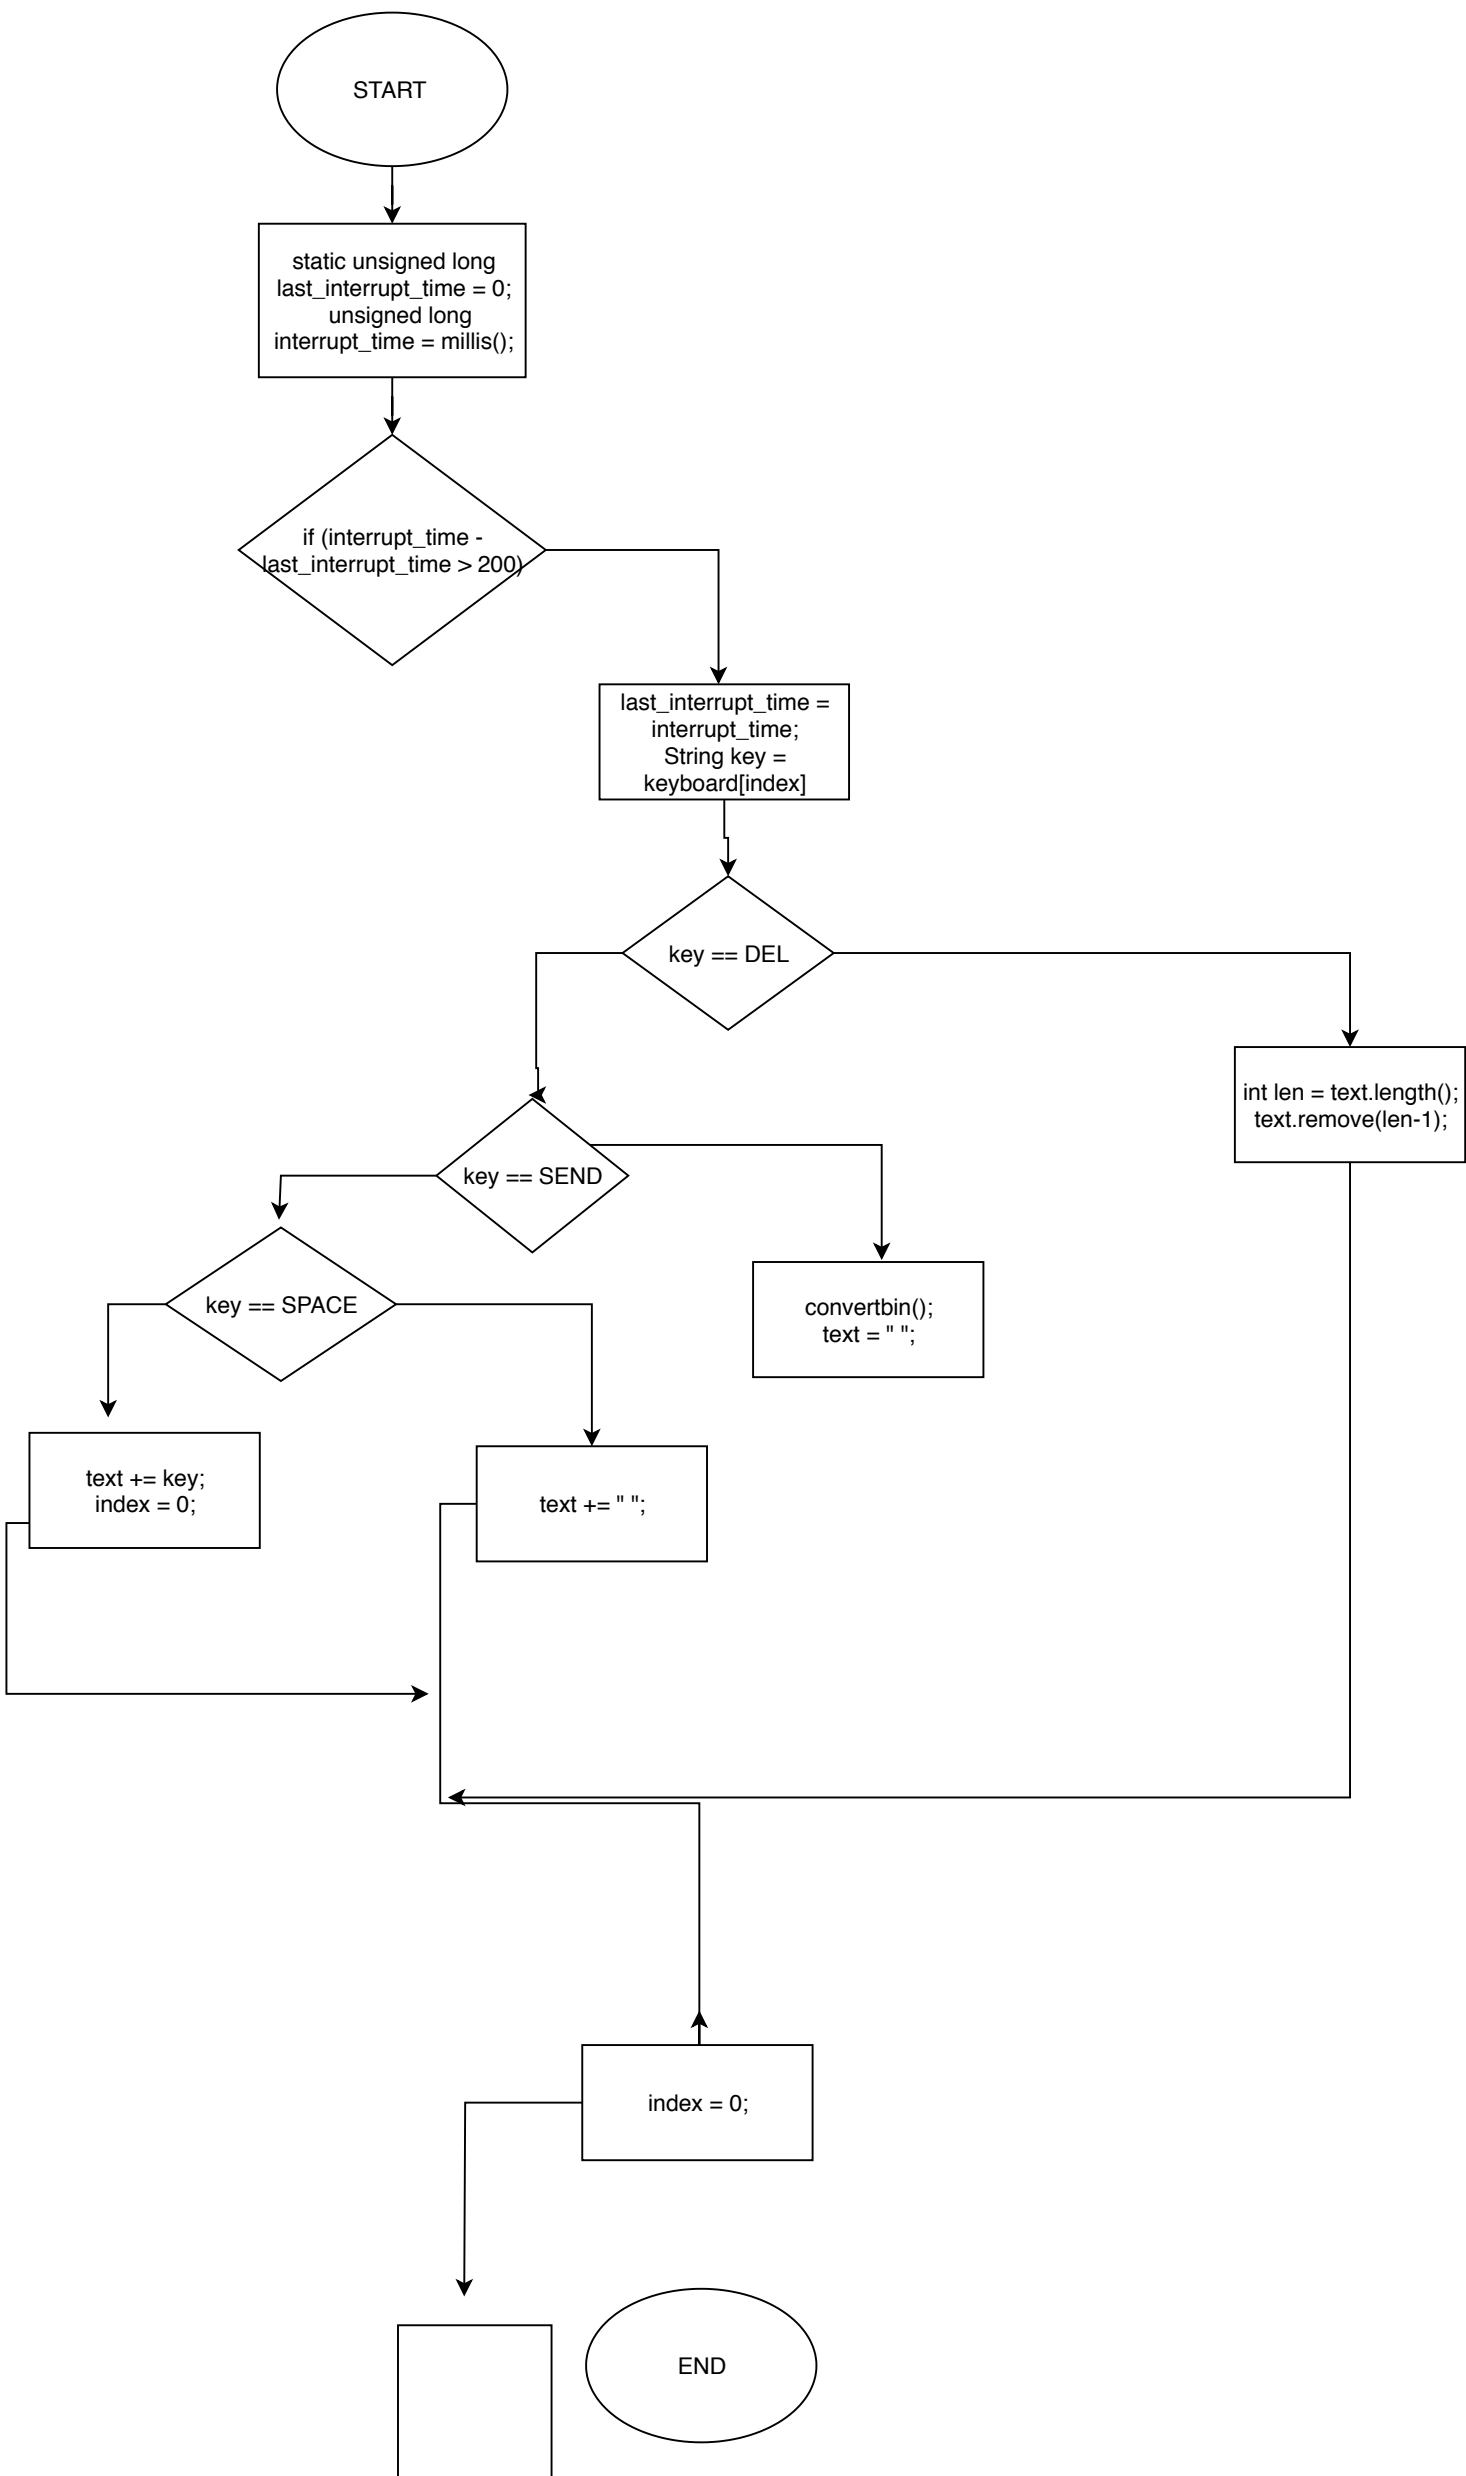 START
static unsigned long
last_interrupt_time = 0;
unsigned long
interrupt_time = millis();
if (interrupt_time -
last_interrupt_time > 200)
last_interrupt_time =
interrupt_time;
String key =
keyboard[index]
key == DEL
int len = text.length();
text.remove(len-1);
key == SEND
key == SPACE
convertbin();
text = " ";
text += key;
index = 0;
text += " ";
index = 0;
END